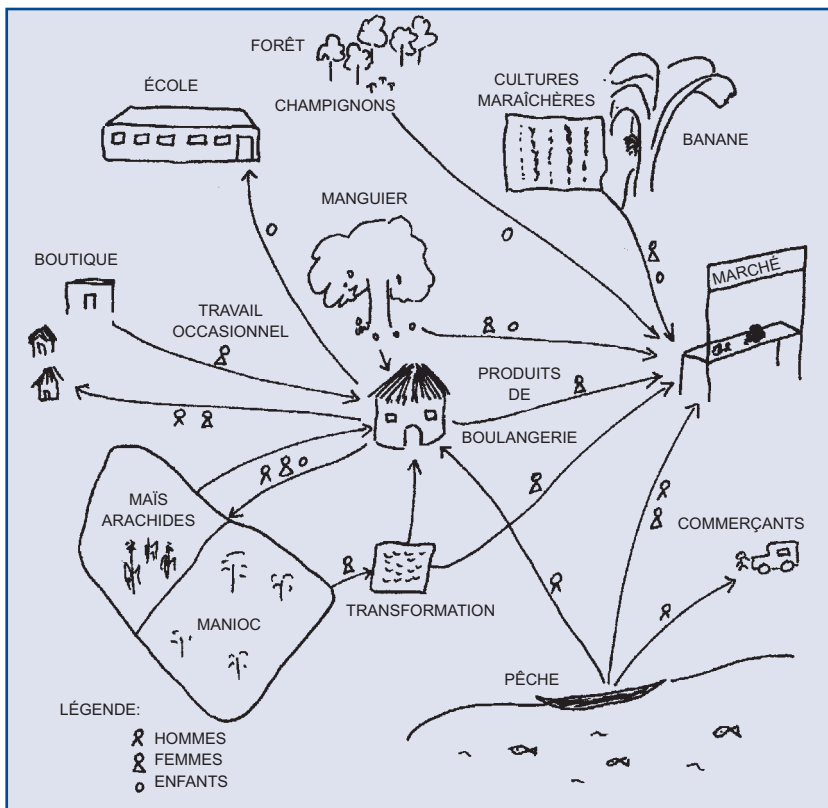 FORÊT
CHAMPIGNONS
ÉCOLE
CULTURES
MARAÎCHÈRES
BANANE
MANGUIER
BOUTIQUE
MARCHÉ
TRAVAIL
OCCASIONNEL
PRODUITS
DE
BOULANGERIE
MAÏS
ARACHIDES
COMMERÇANTS
TRANSFORMATION
MANIOC
PÊCHE
LÉGENDE:
HOMMES
FEMMES
ENFANTS